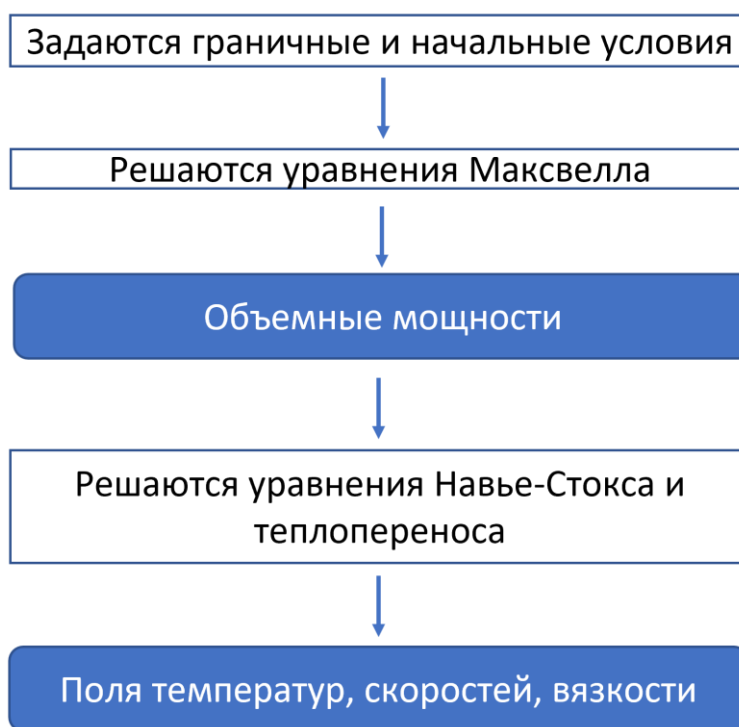 Задаются граничные и начальные условия
Решаются уравнения Максвелла
Объемные мощности
Решаются уравнения Навье-Стокса и
теплопереноса
Поля температур, скоростей, вязкости